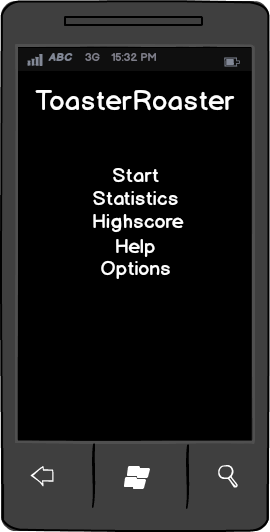 ABC 3G 15:32 PM
ToasterRoaster
Start
Statistics
Highscore
Help
Options